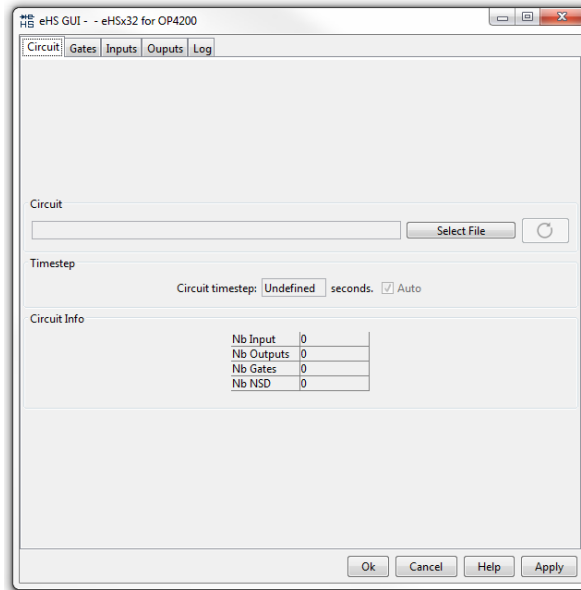 eHS GUI - - eHSx32 for OP4200
Circuit Gates Inputs Ouputs Log
Circuit
Select File
Timestep
Circuit timestep: Undefined seconds. Auto
Circuit Info
Nb Input 0
Nb Outputs 0
Nb Gates 0
Nb NSD 0
Ok Cancel Help Apply